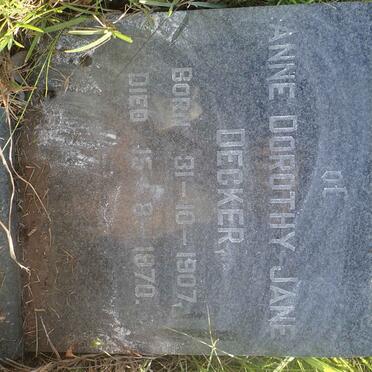 of
ANNE DOROTHY JANE
DECKER,
BORN 31-10-1907,
DIED 15-8-1970.